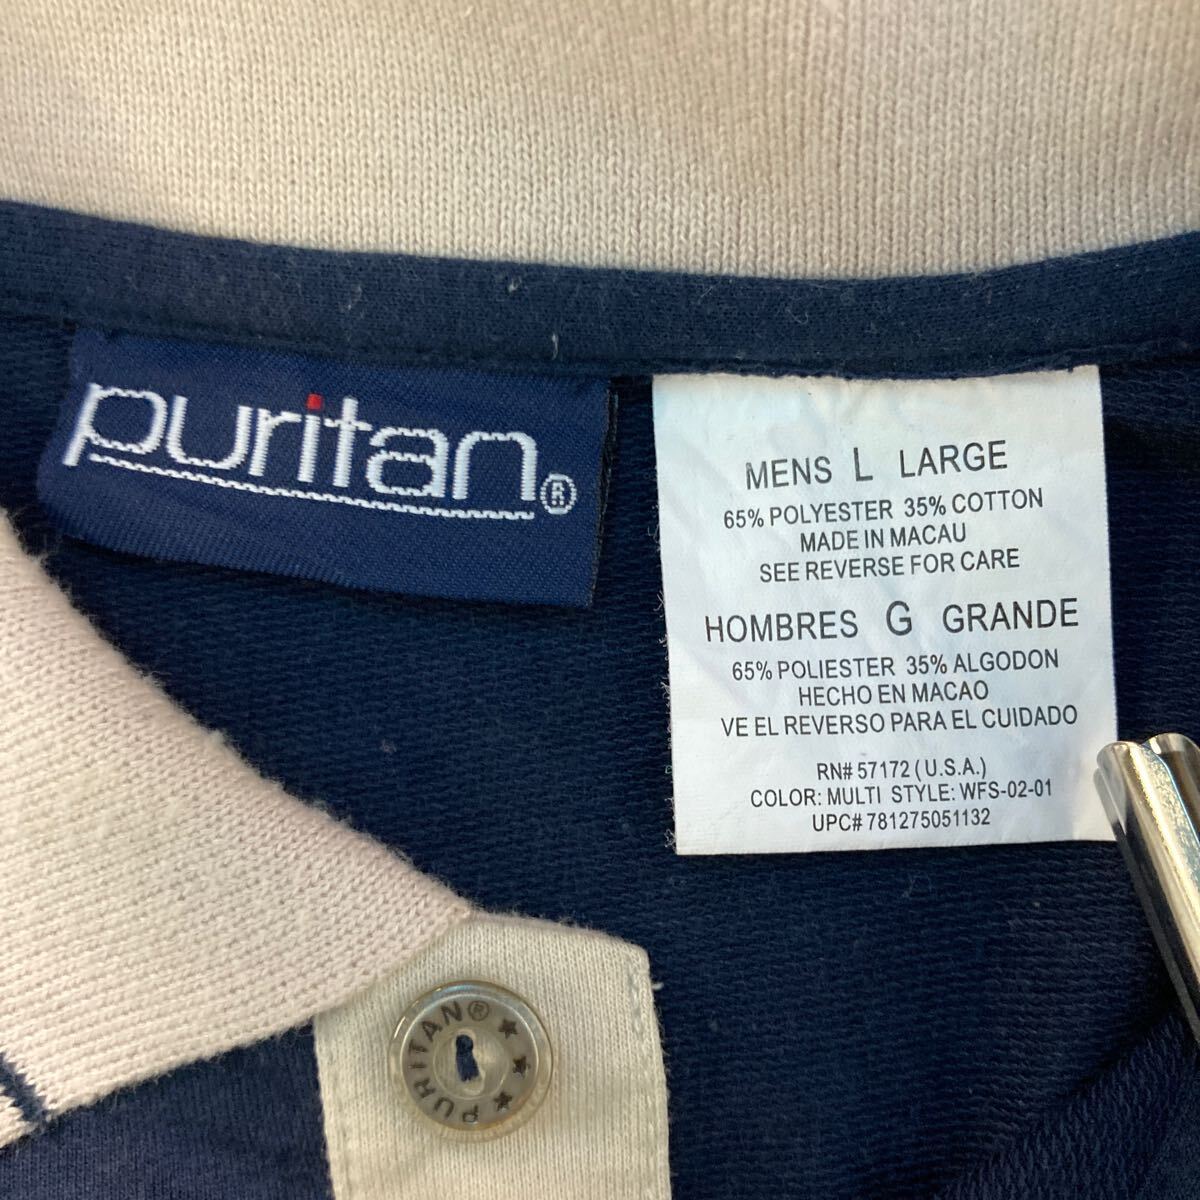 puritan®
MENS L LARGE
65% POLYESTER 35% COTTON
MADE IN MACAU
SEE REVERSE FOR CARE
HOMBRES G GRANDE
65% POLIESTER 35% ALGODON
HECHO EN MACAO
VE EL REVERSO PARA EL CUIDADO
RN# 57172 (U.S.A.)
COLOR: MULTI STYLE: WFS-02-01
UPC# 781275051132
PURITAN® ★ ★ ★ ★ ★